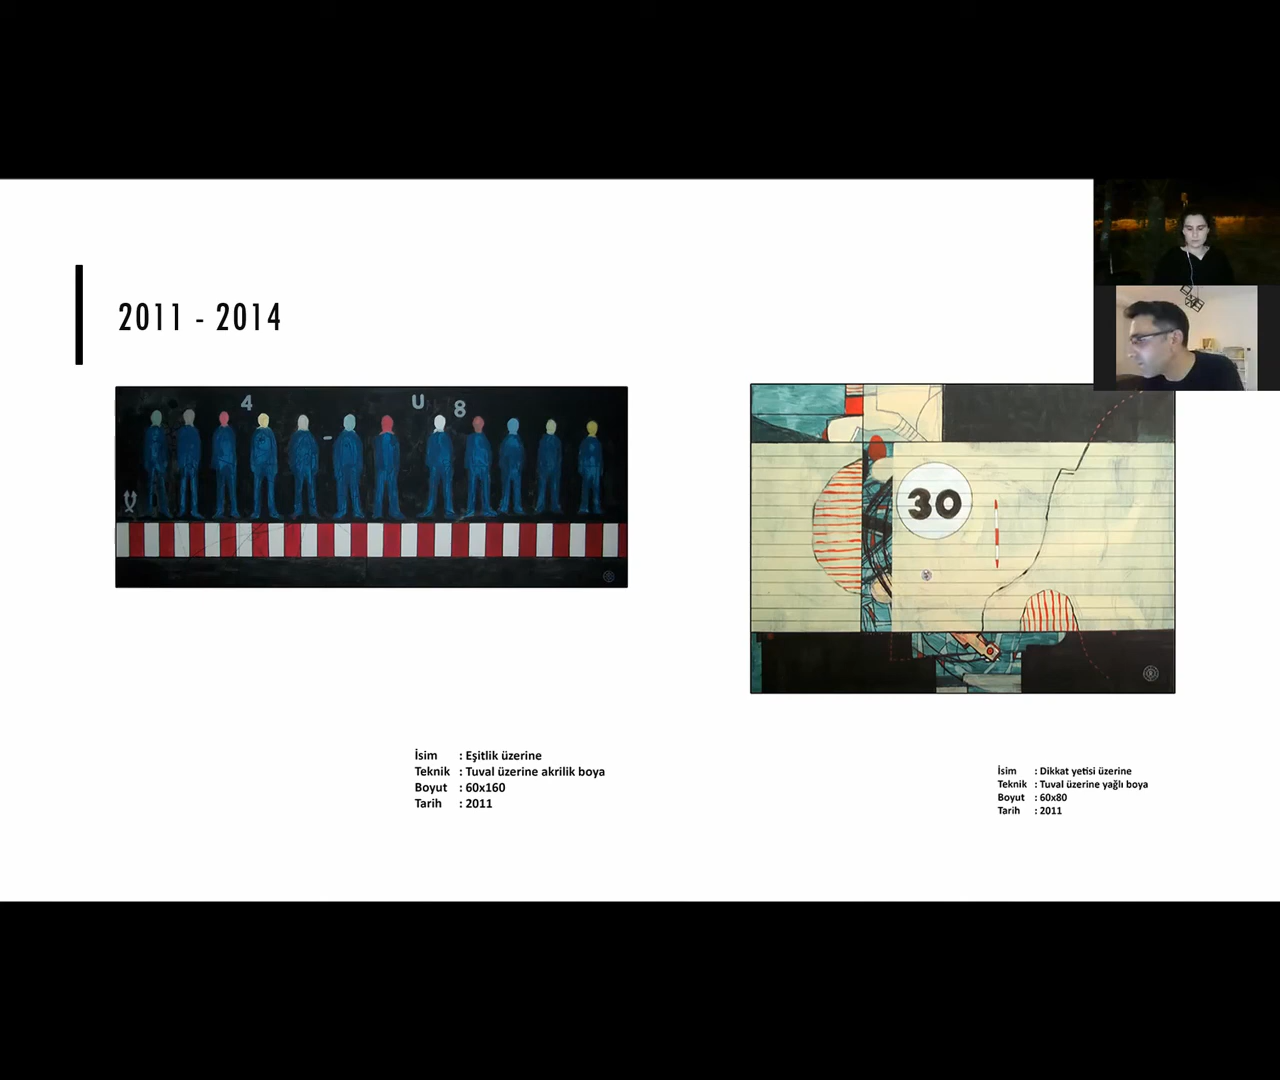 2011 - 2014
4
U
8
30
İsim : Eşitlik üzerine
Teknik : Tuval üzerine akrilik boya
Boyut : 60x160
Tarih : 2011
İsim : Dikkat yetisi üzerine
Teknik : Tuval üzerine yağlı boya
Boyut : 60x80
Tarih : 2011